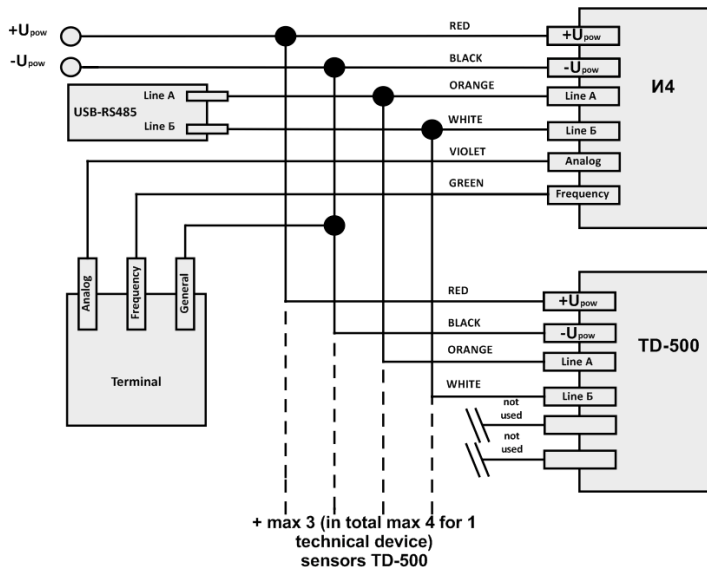 +Upow
RED
+Upow
-Upow
BLACK
-Upow
И4
Line A
ORANGE
Line A
USB-RS485
Line Б
WHITE
Line Б
VIOLET
Analog
GREEN
Frequency
Analog
Frequency
General
Terminal
RED
+Upow
BLACK
-Upow
TD-500
ORANGE
Line A
WHITE
Line Б
not
used
not
used
+ max 3 (in total max 4 for 1
technical device)
sensors TD-500